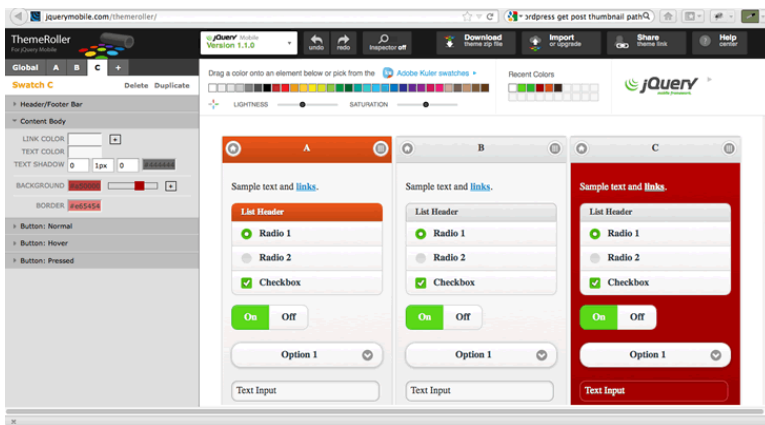 jquerymobile.com/themeroller/
ordpress get post thumbnail path
ThemeRoller
For jQuery Mobile
jQuery Mobile
Version 1.1.0
undo
redo
Inspector off
Download
theme zip file
Import
or upgrade
Share
theme link
Help
center
Global A B C +
Swatch C
Delete Duplicate
Header/Footer Bar
Content Body
LINK COLOR
TEXT COLOR
TEXT SHADOW 0 1px 0 #444444
BACKGROUND
BORDER #e65454
Button: Normal
Button: Hover
Button: Pressed
Drag a color onto an element below or pick from the Adobe Kuler swatches
LIGHTNESS SATURATION
Recent Colors
jQuery
mobile framework
A
Sample text and links.
List Header
Radio 1
Radio 2
Checkbox
On Off
Option 1
Text Input
B
Sample text and links.
List Header
Radio 1
Radio 2
Checkbox
On Off
Option 1
Text Input
C
Sample text and links.
List Header
Radio 1
Radio 2
Checkbox
On Off
Option 1
Text Input